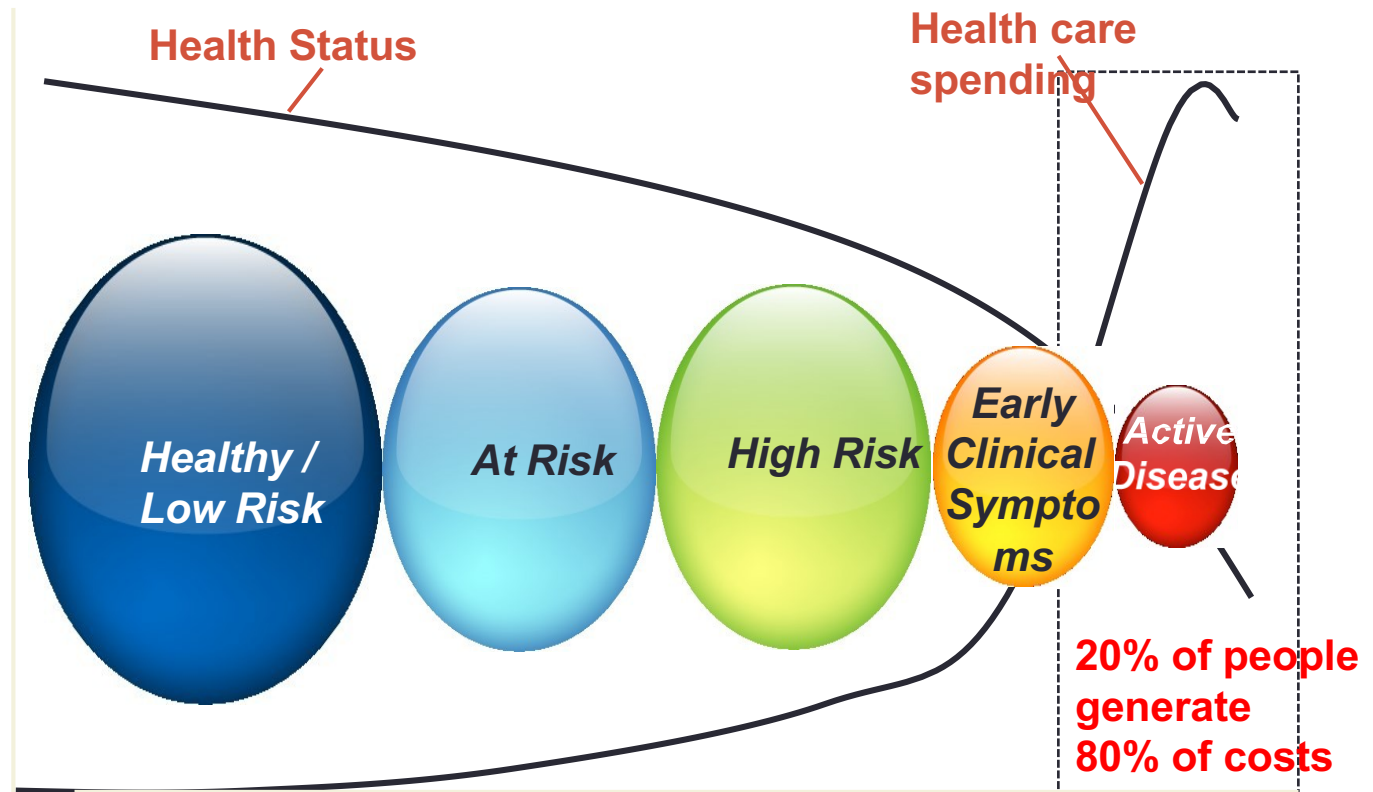 Health Status
Health care
spending
Healthy /
Low Risk
At Risk
High Risk
Early
Clinical
Sympto
ms
Active
Disease
20% of people
generate
80% of costs